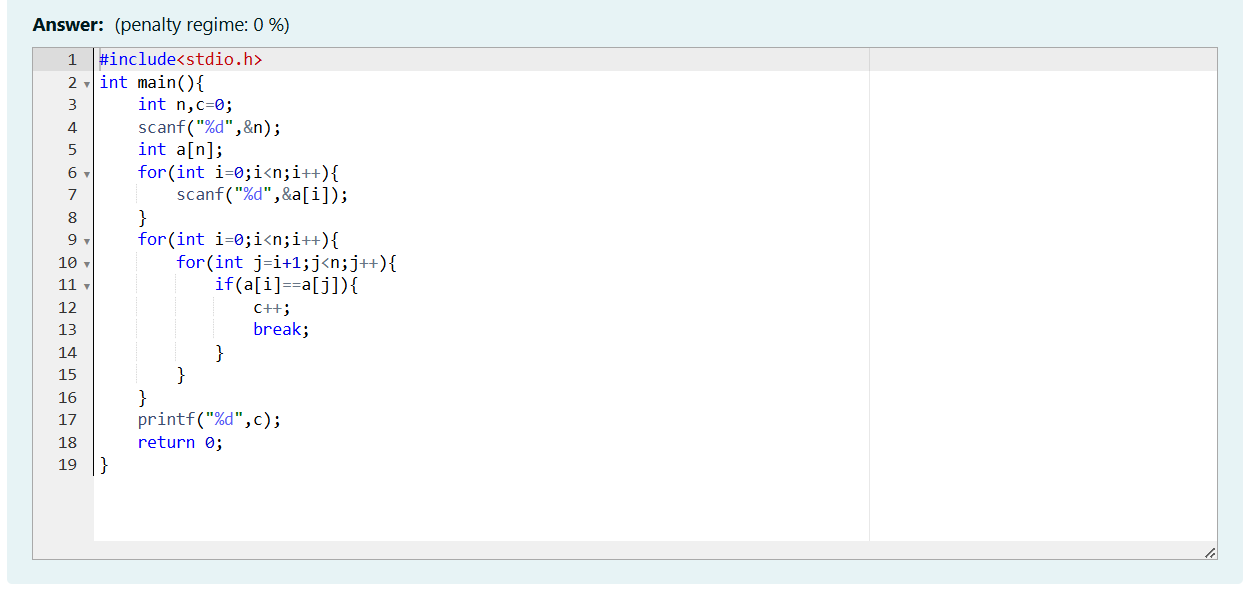 Answer: (penalty regime: 0 %)
1 #include<stdio.h>
2 int main(){
3     int n,c=0;
4     scanf("%d",&n);
5     int a[n];
6     for(int i=0;i<n;i++){
7         scanf("%d",&a[i]);
8     }
9     for(int i=0;i<n;i++){
10         for(int j=i+1;j<n;j++){
11             if(a[i]==a[j]){
12                 c++;
13                 break;
14             }
15         }
16     }
17     printf("%d",c);
18     return 0;
19 }